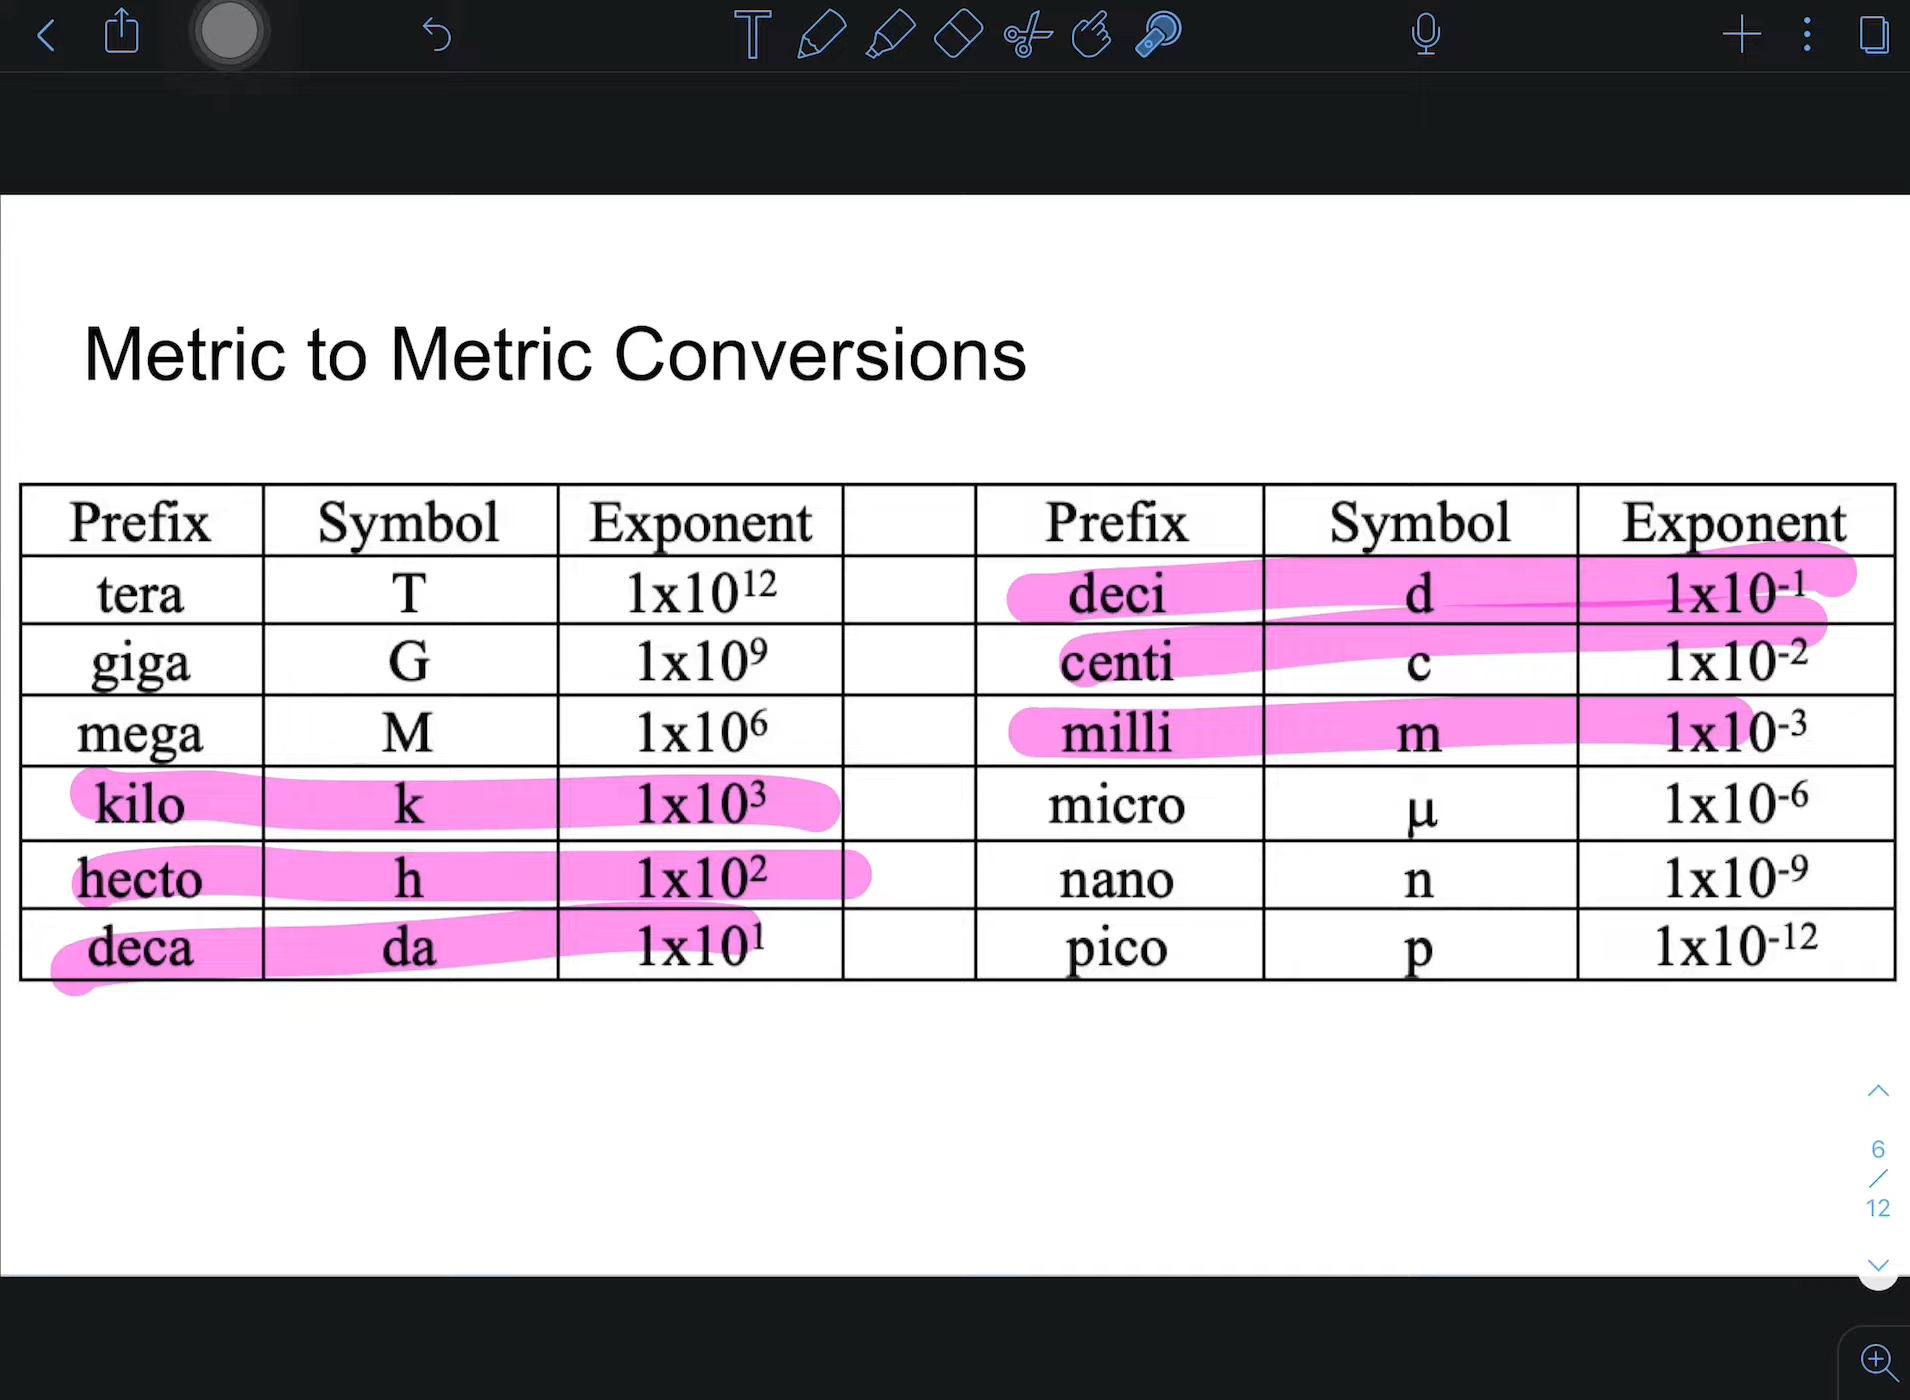 Metric to Metric Conversions
Prefix Symbol Exponent Prefix Symbol Exponent
tera T 1x10¹² deci d 1x10⁻¹
giga G 1x10⁹ centi c 1x10⁻²
mega M 1x10⁶ milli m 1x10⁻³
kilo k 1x10³ micro μ 1x10⁻⁶
hecto h 1x10² nano n 1x10⁻⁹
deca da 1x10¹ pico p 1x10⁻¹²
6
/
12